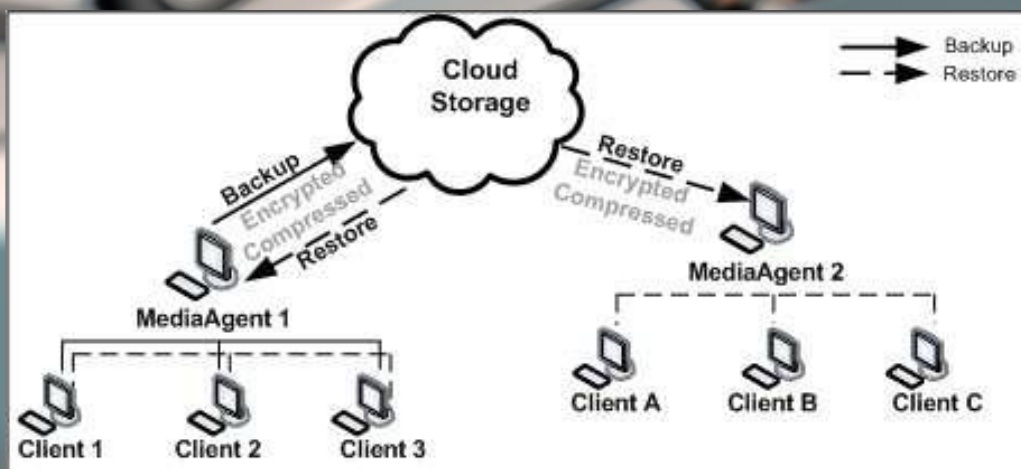 Cloud
Storage
Backup
Restore
Backup
Encrypted
Compressed
Restore
Restore
Encrypted
Compressed
MediaAgent 1
MediaAgent 2
Client 1
Client 2
Client 3
Client A
Client B
Client C